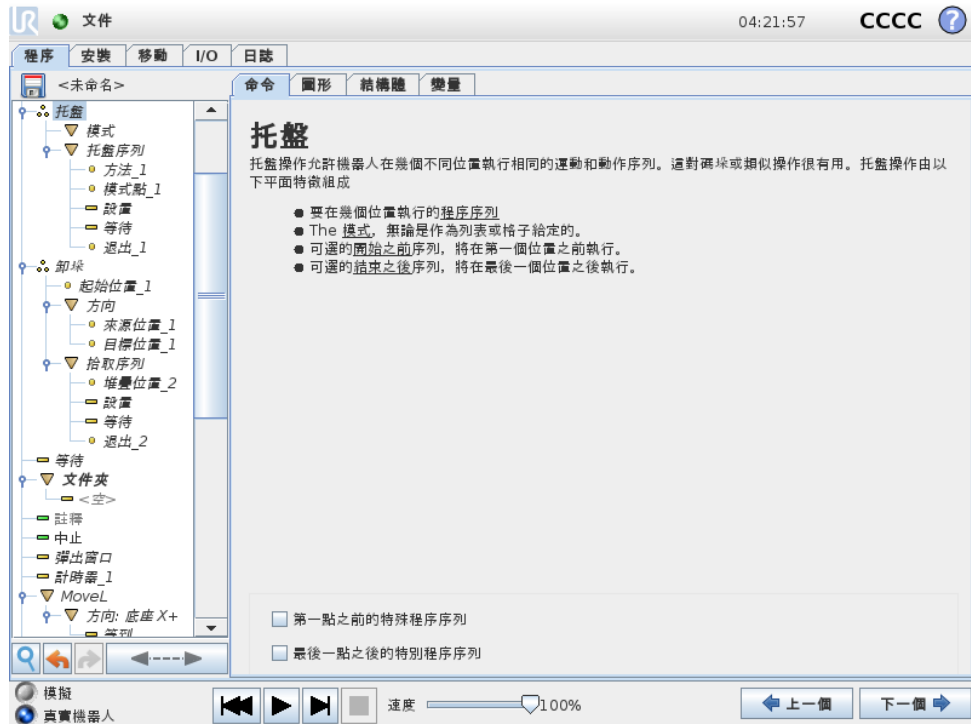 UR 文件 04:21:57 CCCC ?
程序 安裝 移動 I/O 日誌
<未命名>
命令 圖形 結構體 變量
托盤
模式
托盤序列
方法_1
模式點_1
設置
等待
退出_1
卸垛
起始位置_1
方向
來源位置_1
目標位置_1
拾取序列
堆疊位置_2
設置
等待
退出_2
等待
文件夾
<空>
註釋
中止
彈出窗口
計時器_1
MoveL
方向: 底座 X+
等到
托盤
托盤操作允許機器人在幾個不同位置執行相同的運動和動作序列。這對碼垛或類似操作很有用。托盤操作由以
下平面特徵組成
● 要在幾個位置執行的程序序列
● The 模式, 無論是作為列表或格子給定的。
● 可選的開始之前序列, 將在第一個位置之前執行。
● 可選的結束之後序列, 將在最後一個位置之後執行。
第一點之前的特殊程序序列
最後一點之後的特別程序序列
模擬
真實機器人
速度 100%
上一個 下一個